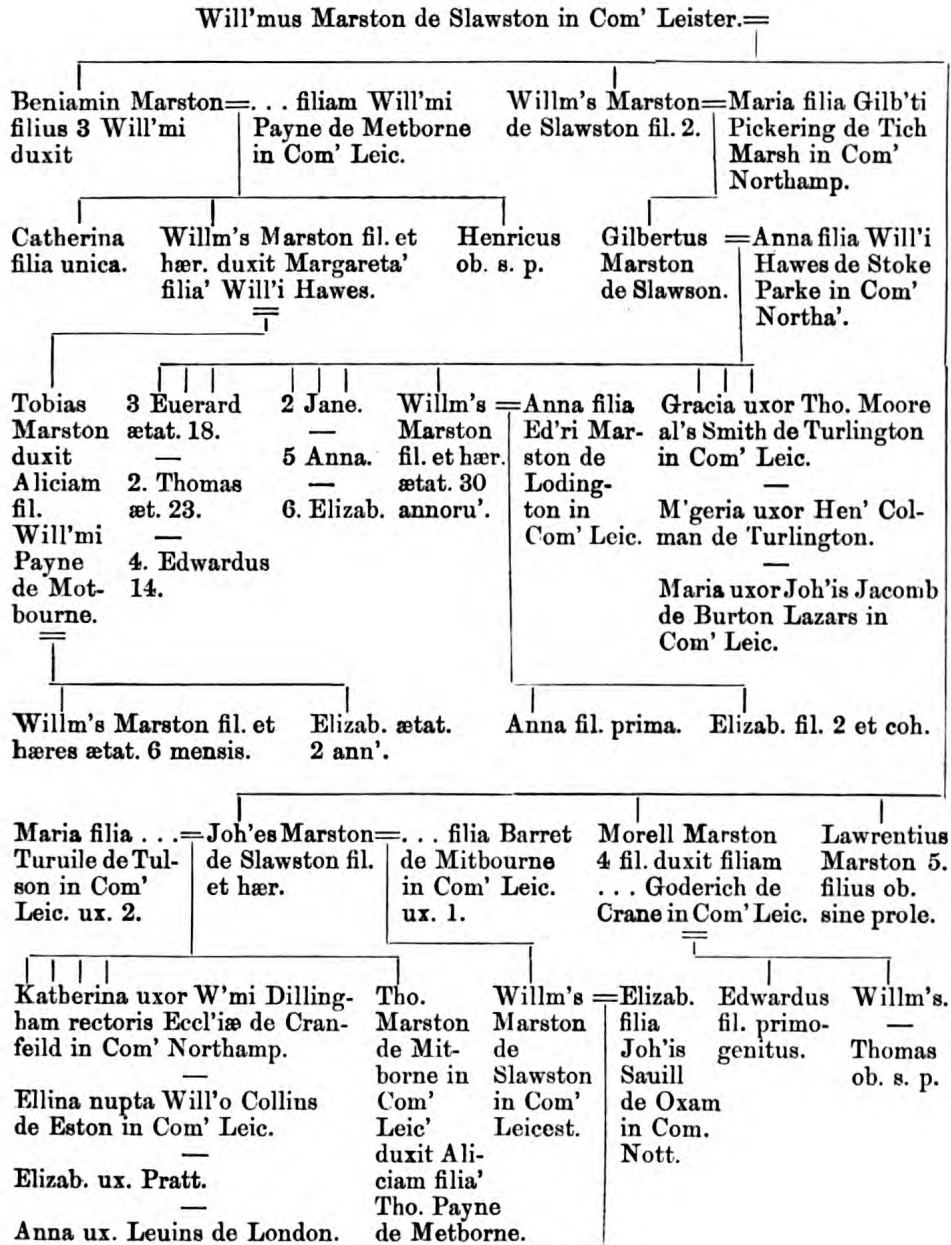 Will'mus Marston de Slawston in Com' Leister.=
Beniamin Marston=. . . filiam Will'mi
filius 3 Will'mi Payne de Metborne
duxit in Com' Leic.
Willm's Marston=Maria filia Gilb'ti
de Slawston fil. 2. Pickering de Tich
Marsh in Com'
Northamp.
Catherina
filia unica.
Willm's Marston fil. et
hær. duxit Margareta'
filia' Will'i Hawes.
=
Henricus
ob. s. p.
Gilbertus =Anna filia Will'i
Marston Hawes de Stoke
de Slawson. Parke in Com'
Northa'.
Tobias
Marston
duxit
Aliciam
fil.
Will'mi
Payne
de Mot-
bourne.
=
3 Euerard
ætat. 18.
—
2. Thomas
æt. 23.
—
4. Edwardus
14.
2 Jane.
—
5 Anna.
—
6. Elizab.
Willm's =Anna filia
Marston Ed'ri Mar-
fil. et hær. ston de
ætat. 30 Loding-
annoru'. ton in
Com' Leic.
Gracia uxor Tho. Moore
al's Smith de Turlington
in Com' Leic.
—
M'geria uxor Hen' Col-
man de Turlington.
—
Maria uxor Joh'is Jacomb
de Burton Lazars in
Com' Leic.
Willm's Marston fil. et
hæres ætat. 6 mensis.
Elizab. ætat.
2 ann'.
Anna fil. prima.
Elizab. fil. 2 et coh.
Maria filia . . .=Joh'es Marston=. . . filia Barret
Turuile de Tul- de Slawston fil. de Mitbourne
son in Com' et hær. in Com' Leic.
Leic. ux. 2. ux. 1.
Morell Marston
4 fil. duxit filiam
. . . Goderich de
Crane in Com' Leic.
=
Lawrentius
Marston 5.
filius ob.
sine prole.
Katherina uxor W'mi Dilling-
ham rectoris Eccl'iæ de Cran-
feild in Com' Northamp.
—
Ellina nupta Will'o Collins
de Eston in Com' Leic.
—
Elizab. ux. Pratt.
—
Anna ux. Leuins de London.
Tho.
Marston
de Mit-
borne in
Com'
Leic'
duxit Ali-
ciam filia'
Tho. Payne
de Metborne.
Willm's =Elizab.
Marston filia
de Joh'is
Slawston Sauill
in Com' de Oxam
Leicest. in Com.
Nott.
Edwardus
fil. primo-
genitus.
Willm's.
—
Thomas
ob. s. p.